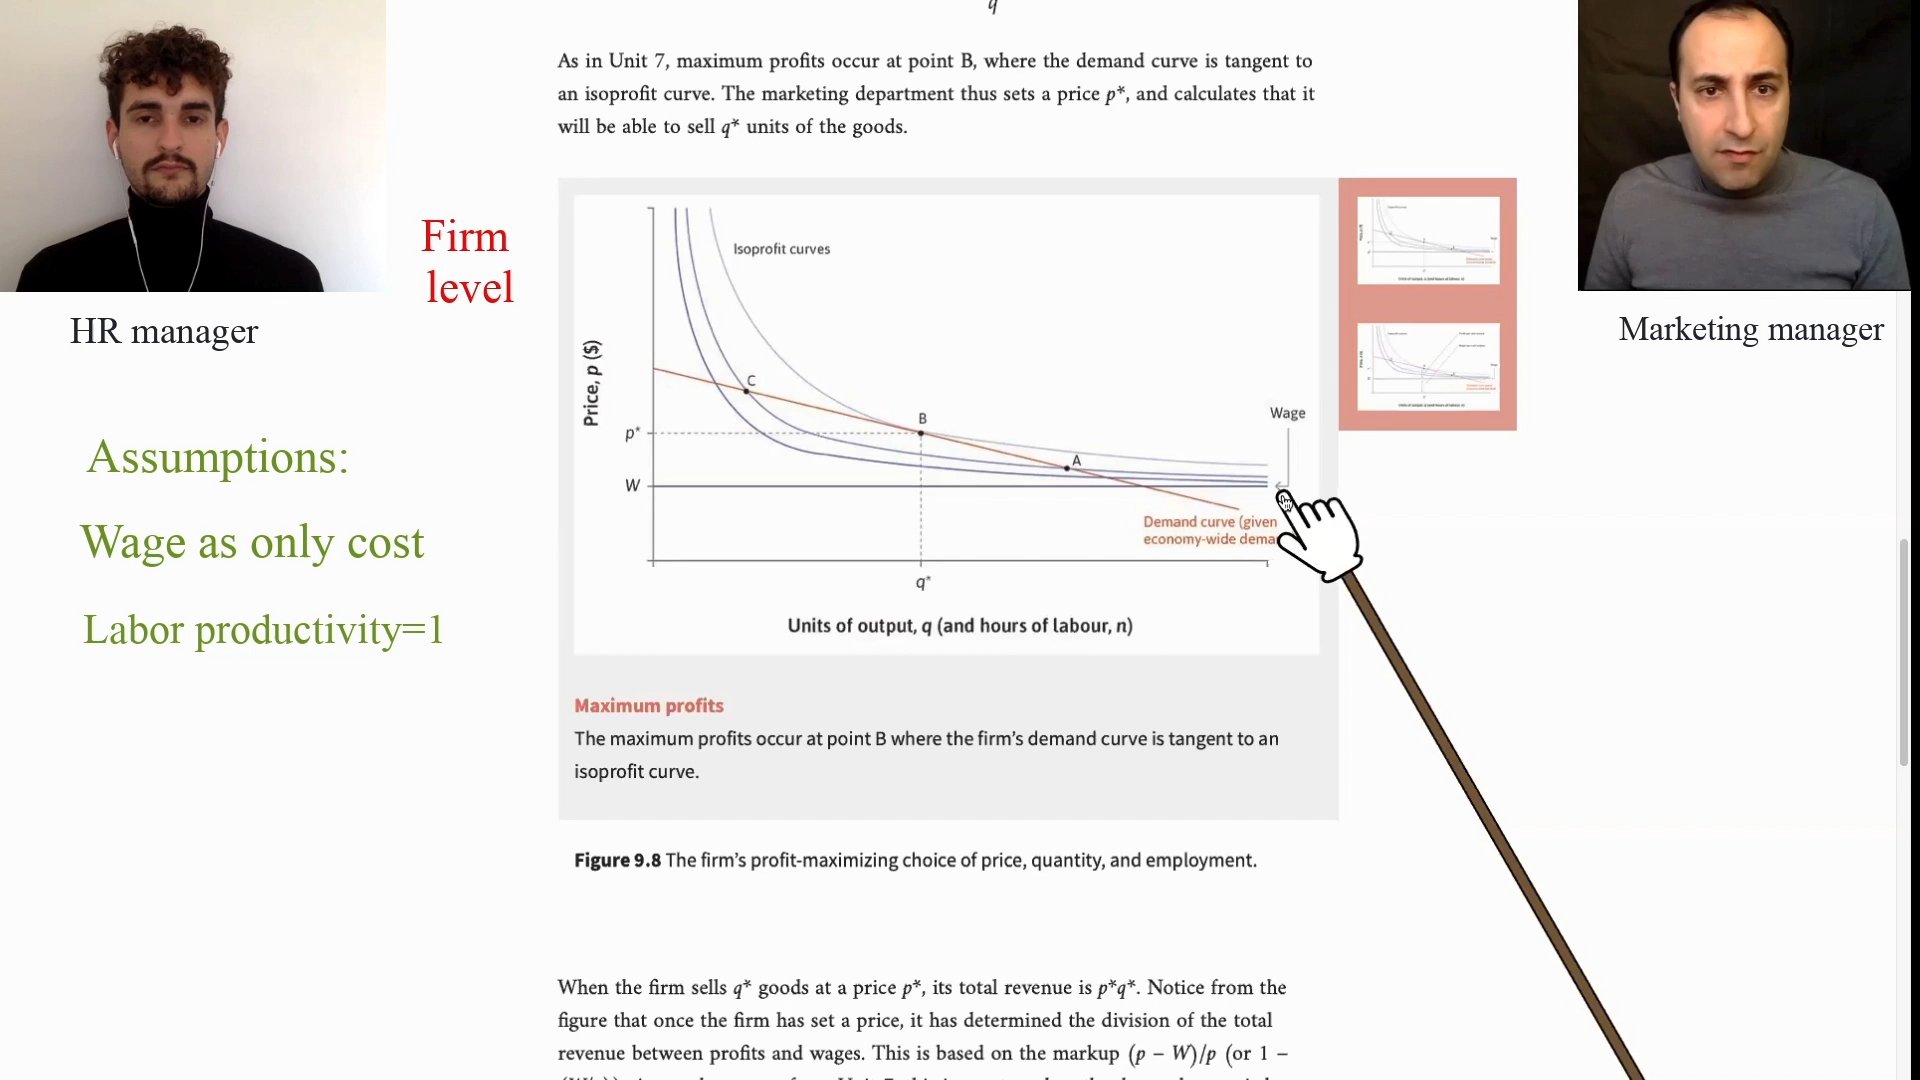 q
As in Unit 7, maximum profits occur at point B, where the demand curve is tangent to
an isoprofit curve. The marketing department thus sets a price p*, and calculates that it
will be able to sell q* units of the goods.
HR manager
Firm
level
Marketing manager
Assumptions:
Wage as only cost
Labor productivity=1
Isoprofit curves
Price, p ($)
C
B
A
p*
W
Wage
Demand curve (given
economy-wide
q*
Units of output, q (and hours of labour, n)
Maximum profits
The maximum profits occur at point B where the firm's demand curve is tangent to an
isoprofit curve.
Figure 9.8 The firm's profit-maximizing choice of price, quantity, and employment.
When the firm sells q* goods at a price p*, its total revenue is p*q*. Notice from the
figure that once the firm has set a price, it has determined the division of the total
revenue between profits and wages. This is based on the markup (p − W)/p (or 1 −